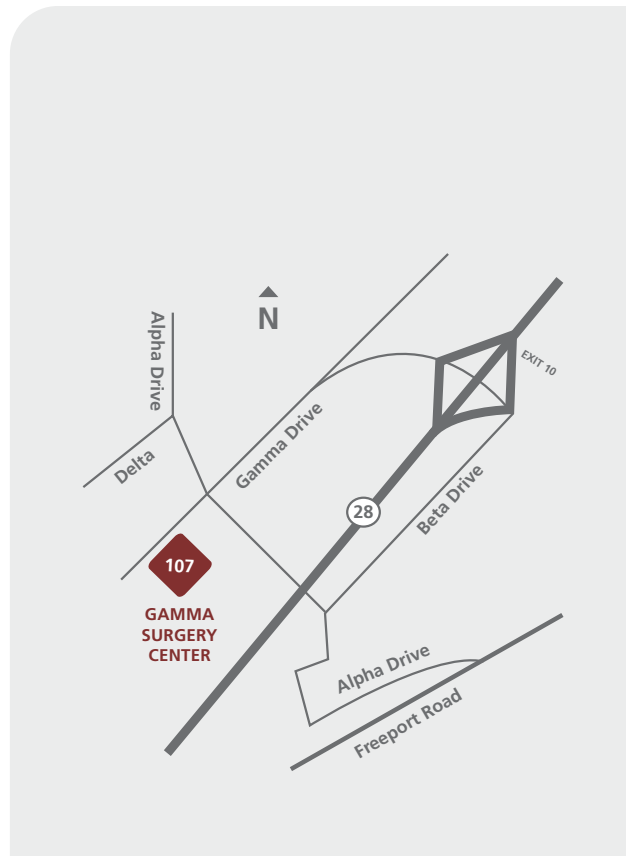 N
Alpha Drive
EXIT 10
Gamma Drive
Delta
Beta Drive
28
107
GAMMA
SURGERY
CENTER
Alpha Drive
Freeport Road